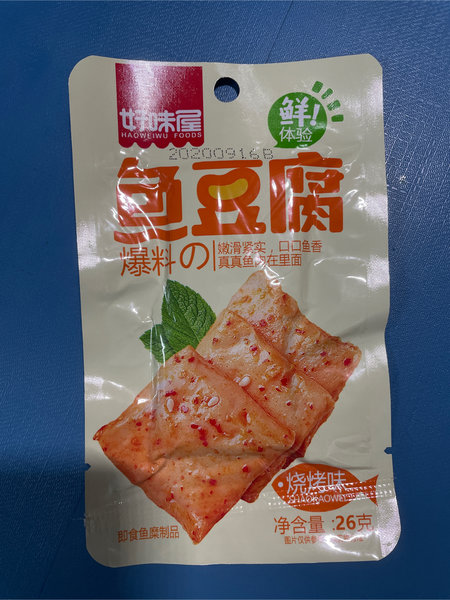 好味屋
HAOWEIWU FOODS
鲜!
体验
20200916B
鱼豆腐
爆料の
嫩滑紧实,口口鱼香
真真鱼肉在里面
烧烤味
SHAOKAOWEI
即食鱼糜制品
净含量:26克